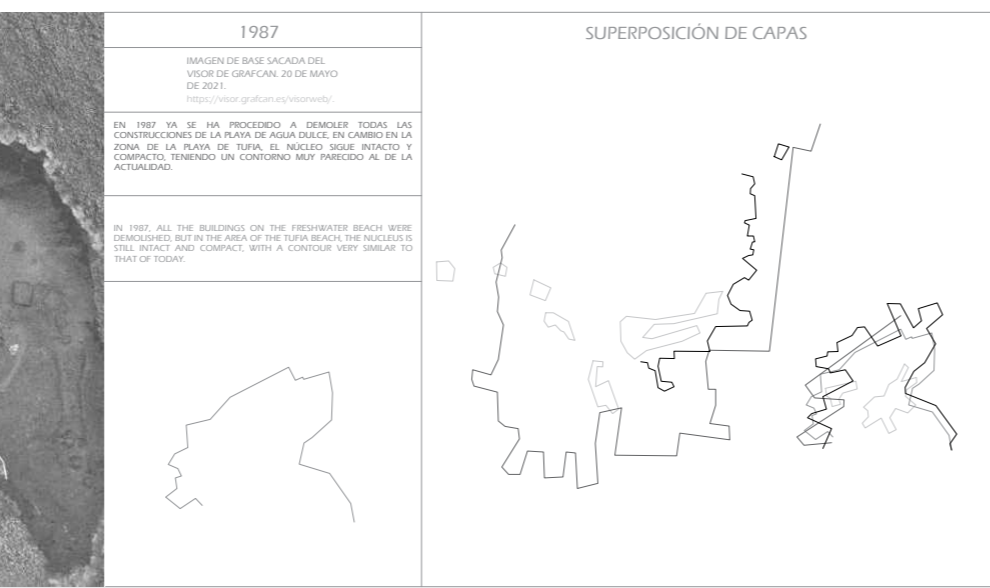 1987
IMAGEN DE BASE SACADA DEL
VISOR DE GRAFCAN. 20 DE MAYO
DE 2021.
https://visor.grafcan.es/visorweb/.
EN 1987 YA SE HA PROCEDIDO A DEMOLER TODAS LAS
CONSTRUCCIONES DE LA PLAYA DE AGUA DULCE, EN CAMBIO EN LA
ZONA DE LA PLAYA DE TUFIA, EL NÚCLEO SIGUE INTACTO Y
COMPACTO, TENIENDO UN CONTORNO MUY PARECIDO AL DE LA
ACTUALIDAD.
IN 1987, ALL THE BUILDINGS ON THE FRESHWATER BEACH WERE
DEMOLISHED, BUT IN THE AREA OF THE TUFIA BEACH, THE NUCLEUS IS
STILL INTACT AND COMPACT, WITH A CONTOUR VERY SIMILAR TO
THAT OF TODAY.
SUPERPOSICIÓN DE CAPAS